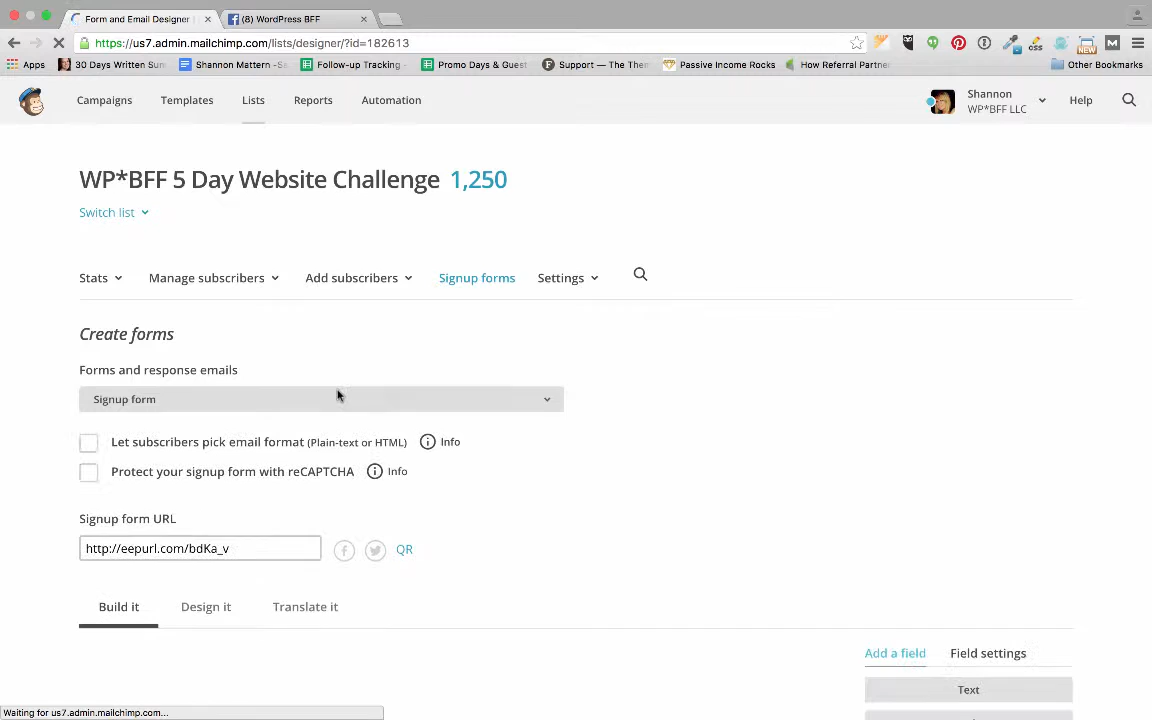 Form and Email Designer
(8) WordPress BFF
https://us7.admin.mailchimp.com/lists/designer/?id=182613
Apps
30 Days Written Sum
Shannon Mattern -Sa
Follow-up Tracking -
Promo Days & Guest
Support — The Them
Passive Income Rocks
How Referral Partner
Other Bookmarks
css
NEW
Campaigns
Templates
Lists
Reports
Automation
Shannon
WP*BFF LLC
Help
WP*BFF 5 Day Website Challenge 1,250
Switch list
Stats
Manage subscribers
Add subscribers
Signup forms
Settings
Create forms
Forms and response emails
Signup form
Let subscribers pick email format (Plain-text or HTML)
Info
Protect your signup form with reCAPTCHA
Info
Signup form URL
http://eepurl.com/bdKa_v
QR
Build it
Design it
Translate it
Add a field
Field settings
Text
Waiting for us7.admin.mailchimp.com...